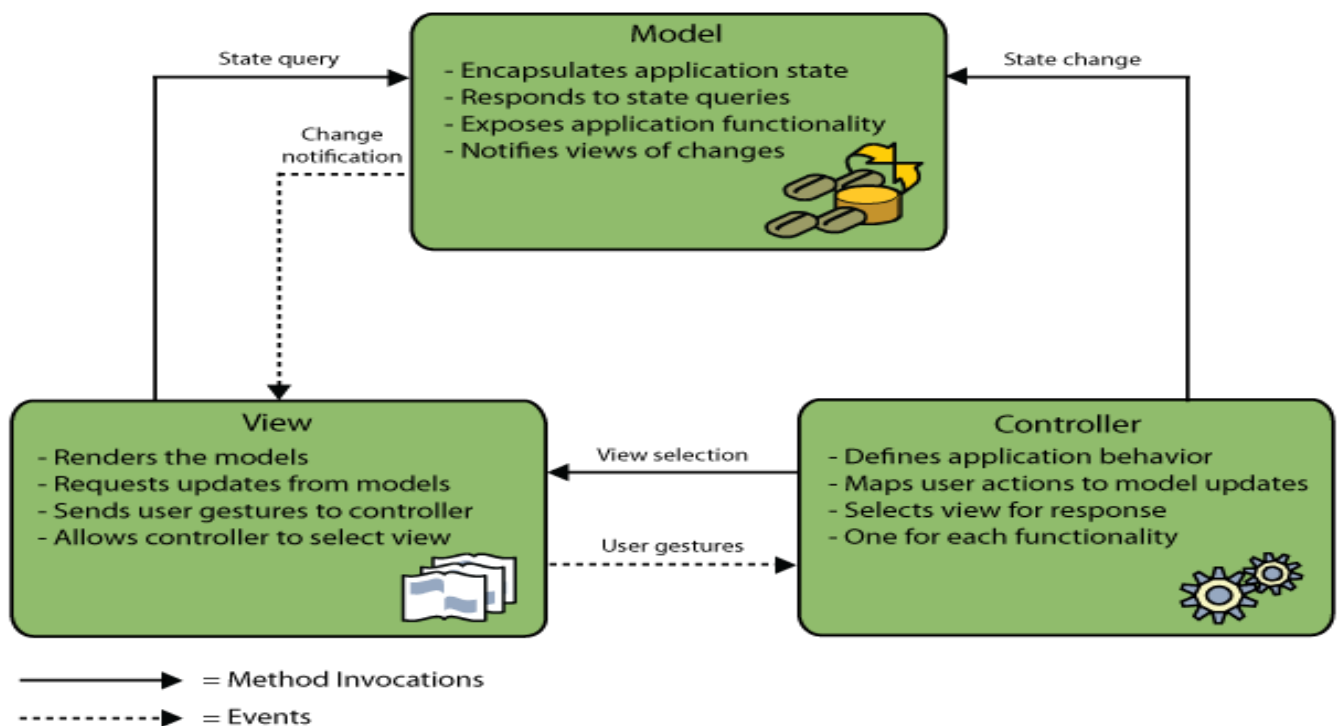 Model
- Encapsulates application state
- Responds to state queries
- Exposes application functionality
- Notifies views of changes
State query
State change
Change
notification
View
- Renders the models
- Requests updates from models
- Sends user gestures to controller
- Allows controller to select view
View selection
User gestures
Controller
- Defines application behavior
- Maps user actions to model updates
- Selects view for response
- One for each functionality
= Method Invocations
= Events